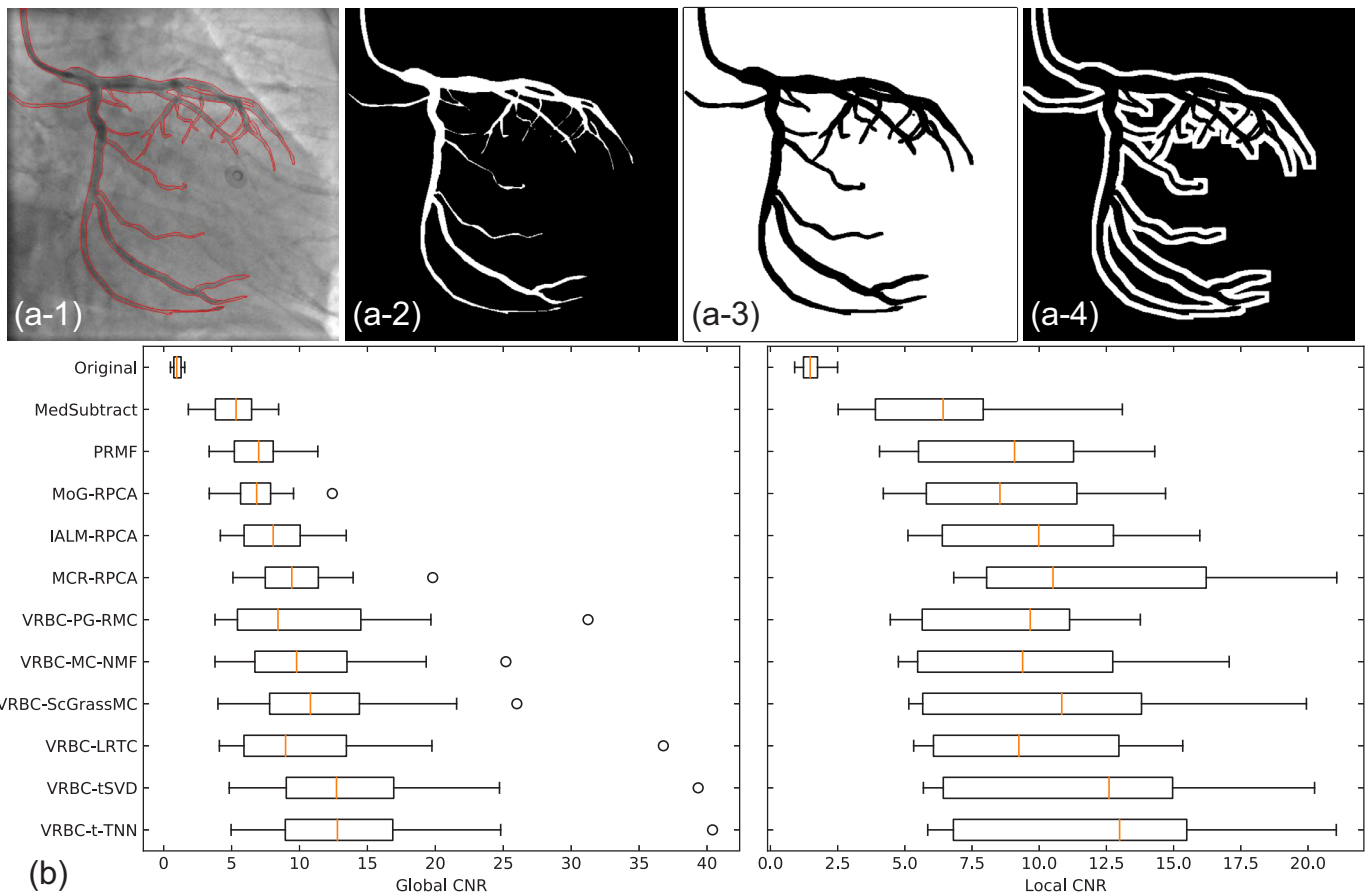 (a-1)
(a-2)
(a-3)
(a-4)
Original
MedSubtract
PRMF
MoG-RPCA
IALM-RPCA
MCR-RPCA
VRBC-PG-RMC
VRBC-MC-NMF
VRBC-ScGrassMC
VRBC-LRTC
VRBC-tSVD
VRBC-t-TNN
0 5 10 15 20 25 30 35 40
Global CNR
0.0 2.5 5.0 7.5 10.0 12.5 15.0 17.5 20.0
Local CNR
(b)